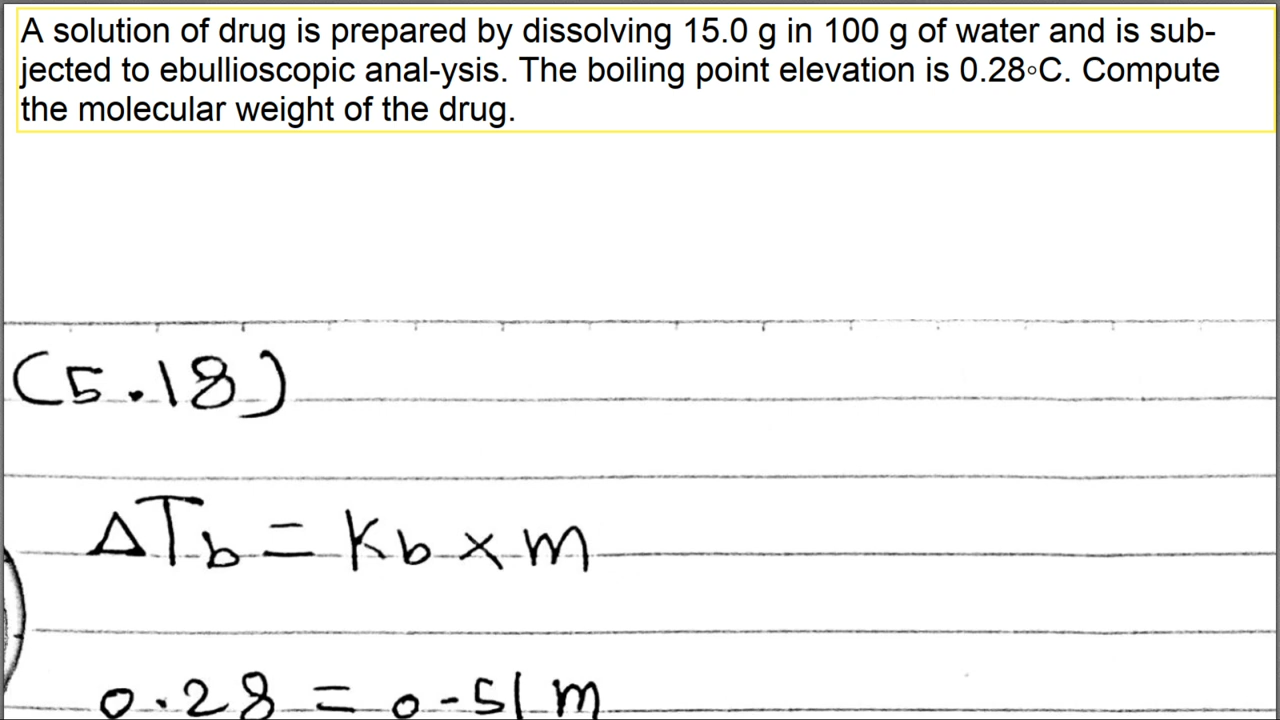 A solution of drug is prepared by dissolving 15.0 g in 100 g of water and is sub-
jected to ebullioscopic anal-ysis. The boiling point elevation is 0.28◦C. Compute
the molecular weight of the drug.
(5.18)
ΔTb = Kb × m
0.28 = 0.51 m